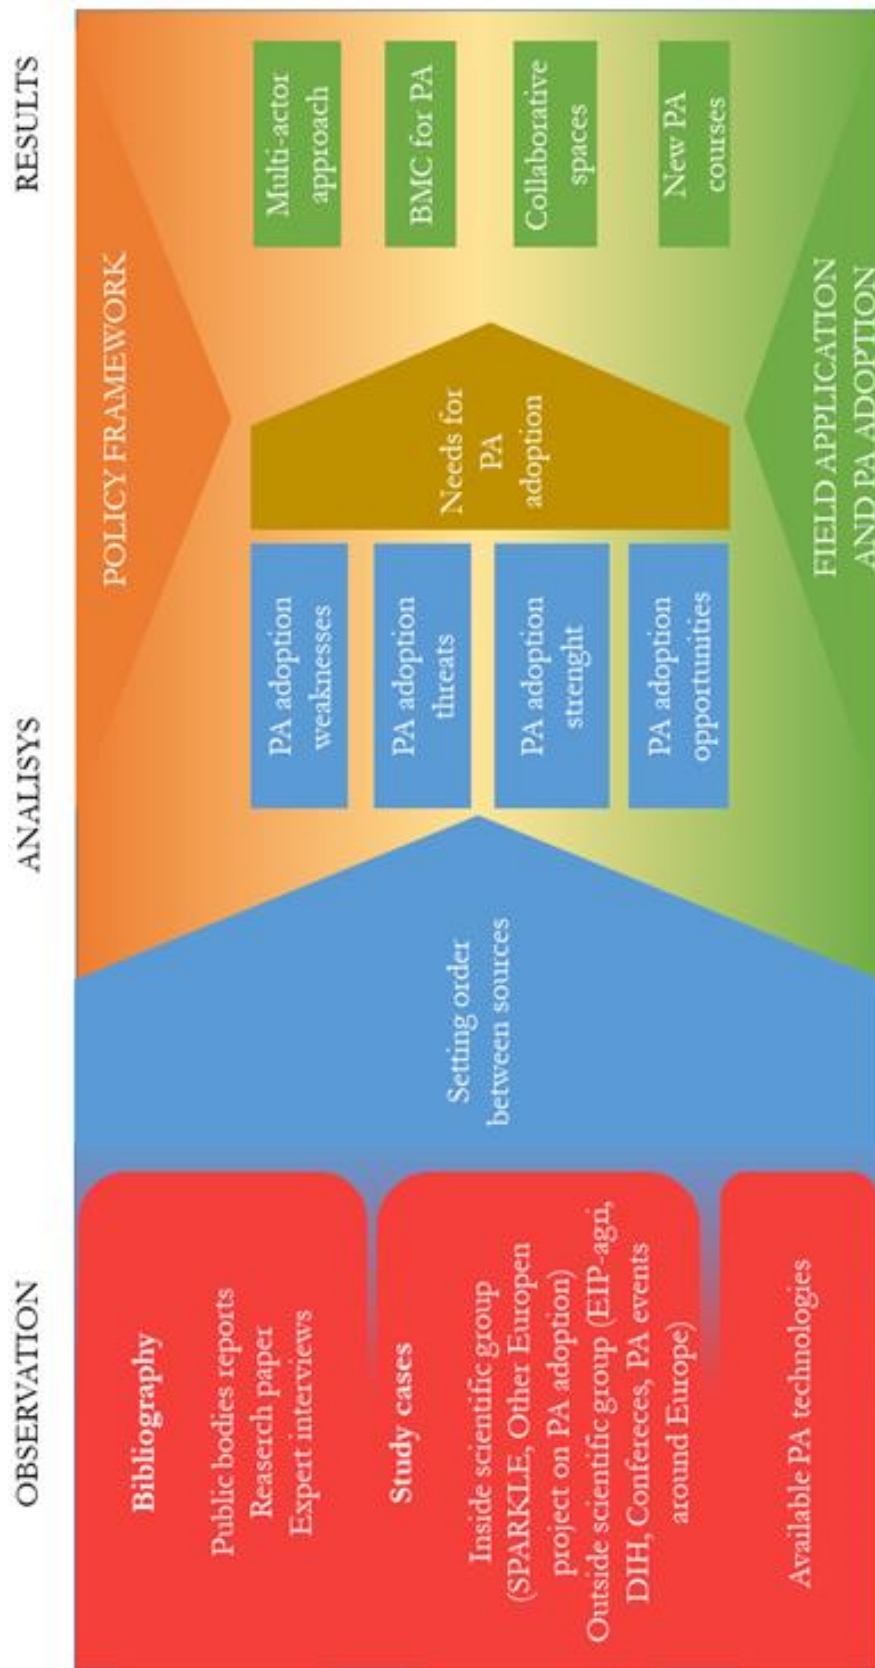 OBSERVATION
ANALISYS
RESULTS
Bibliography
Public bodies reports
Reaserch paper
Expert interviews
Study cases
Inside scientific group
(SPARKLE, Other Europen
project on PA adoption)
Outside scientific group (EIP-agri,
DIH, Confereces, PA events
around Europe)
Available PA technologies
Setting order
between sources
POLICY FRAMEWORK
PA adoption
weaknesses
PA adoption
threats
PA adoption
strenght
PA adoption
opportunities
Needs for
PA
adoption
Multi-actor
approach
BMC for PA
Collaborative
spaces
New PA
courses
FIELD APPLICATION
AND PA ADOPTION